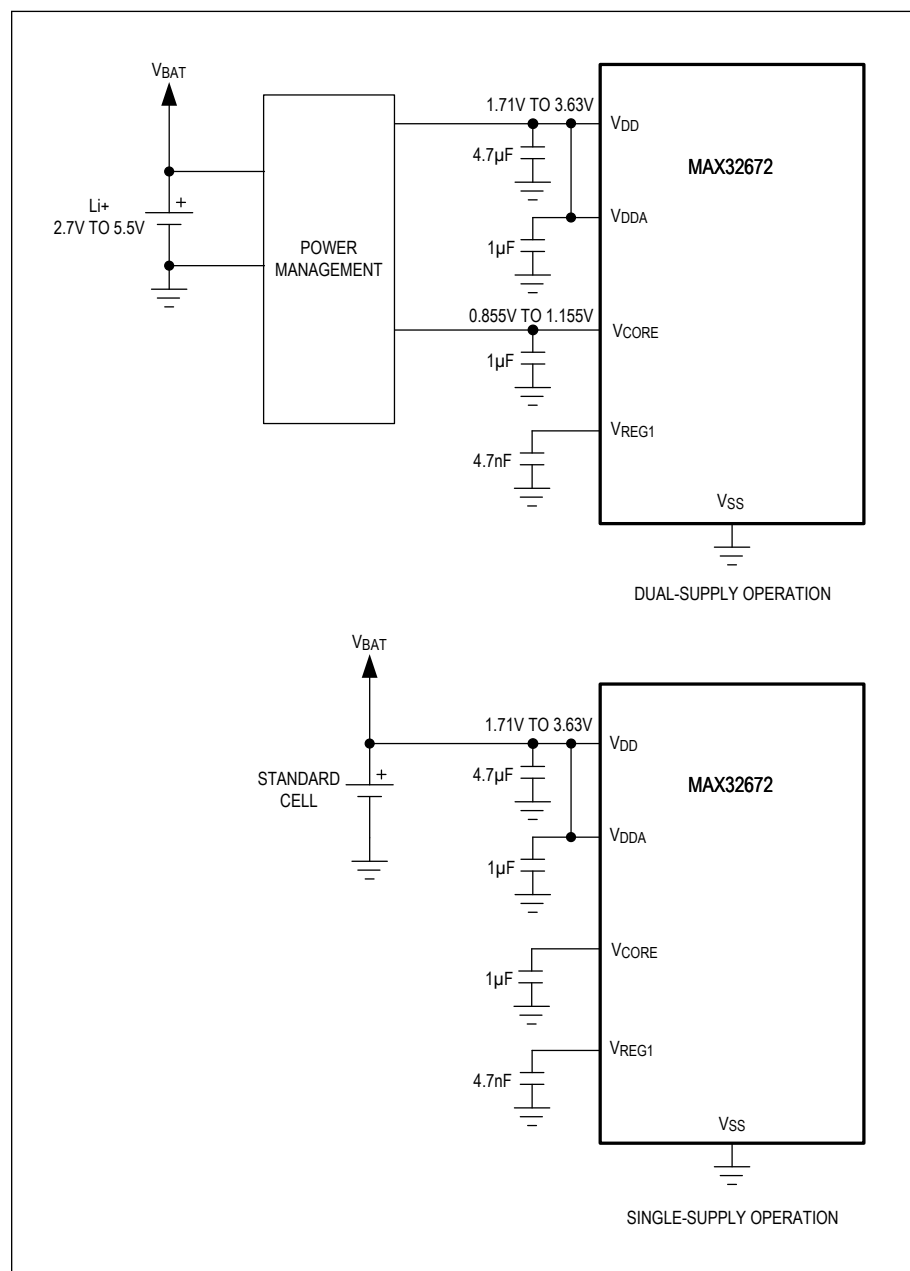 VBAT
1.71V TO 3.63V
VDD
4.7µF
MAX32672
Li+
2.7V TO 5.5V
+
VDDA
1µF
POWER
MANAGEMENT
0.855V TO 1.155V
VCORE
1µF
VREG1
4.7nF
VSS
DUAL-SUPPLY OPERATION
VBAT
1.71V TO 3.63V
VDD
STANDARD
CELL
+
4.7µF
MAX32672
VDDA
1µF
VCORE
1µF
VREG1
4.7nF
VSS
SINGLE-SUPPLY OPERATION